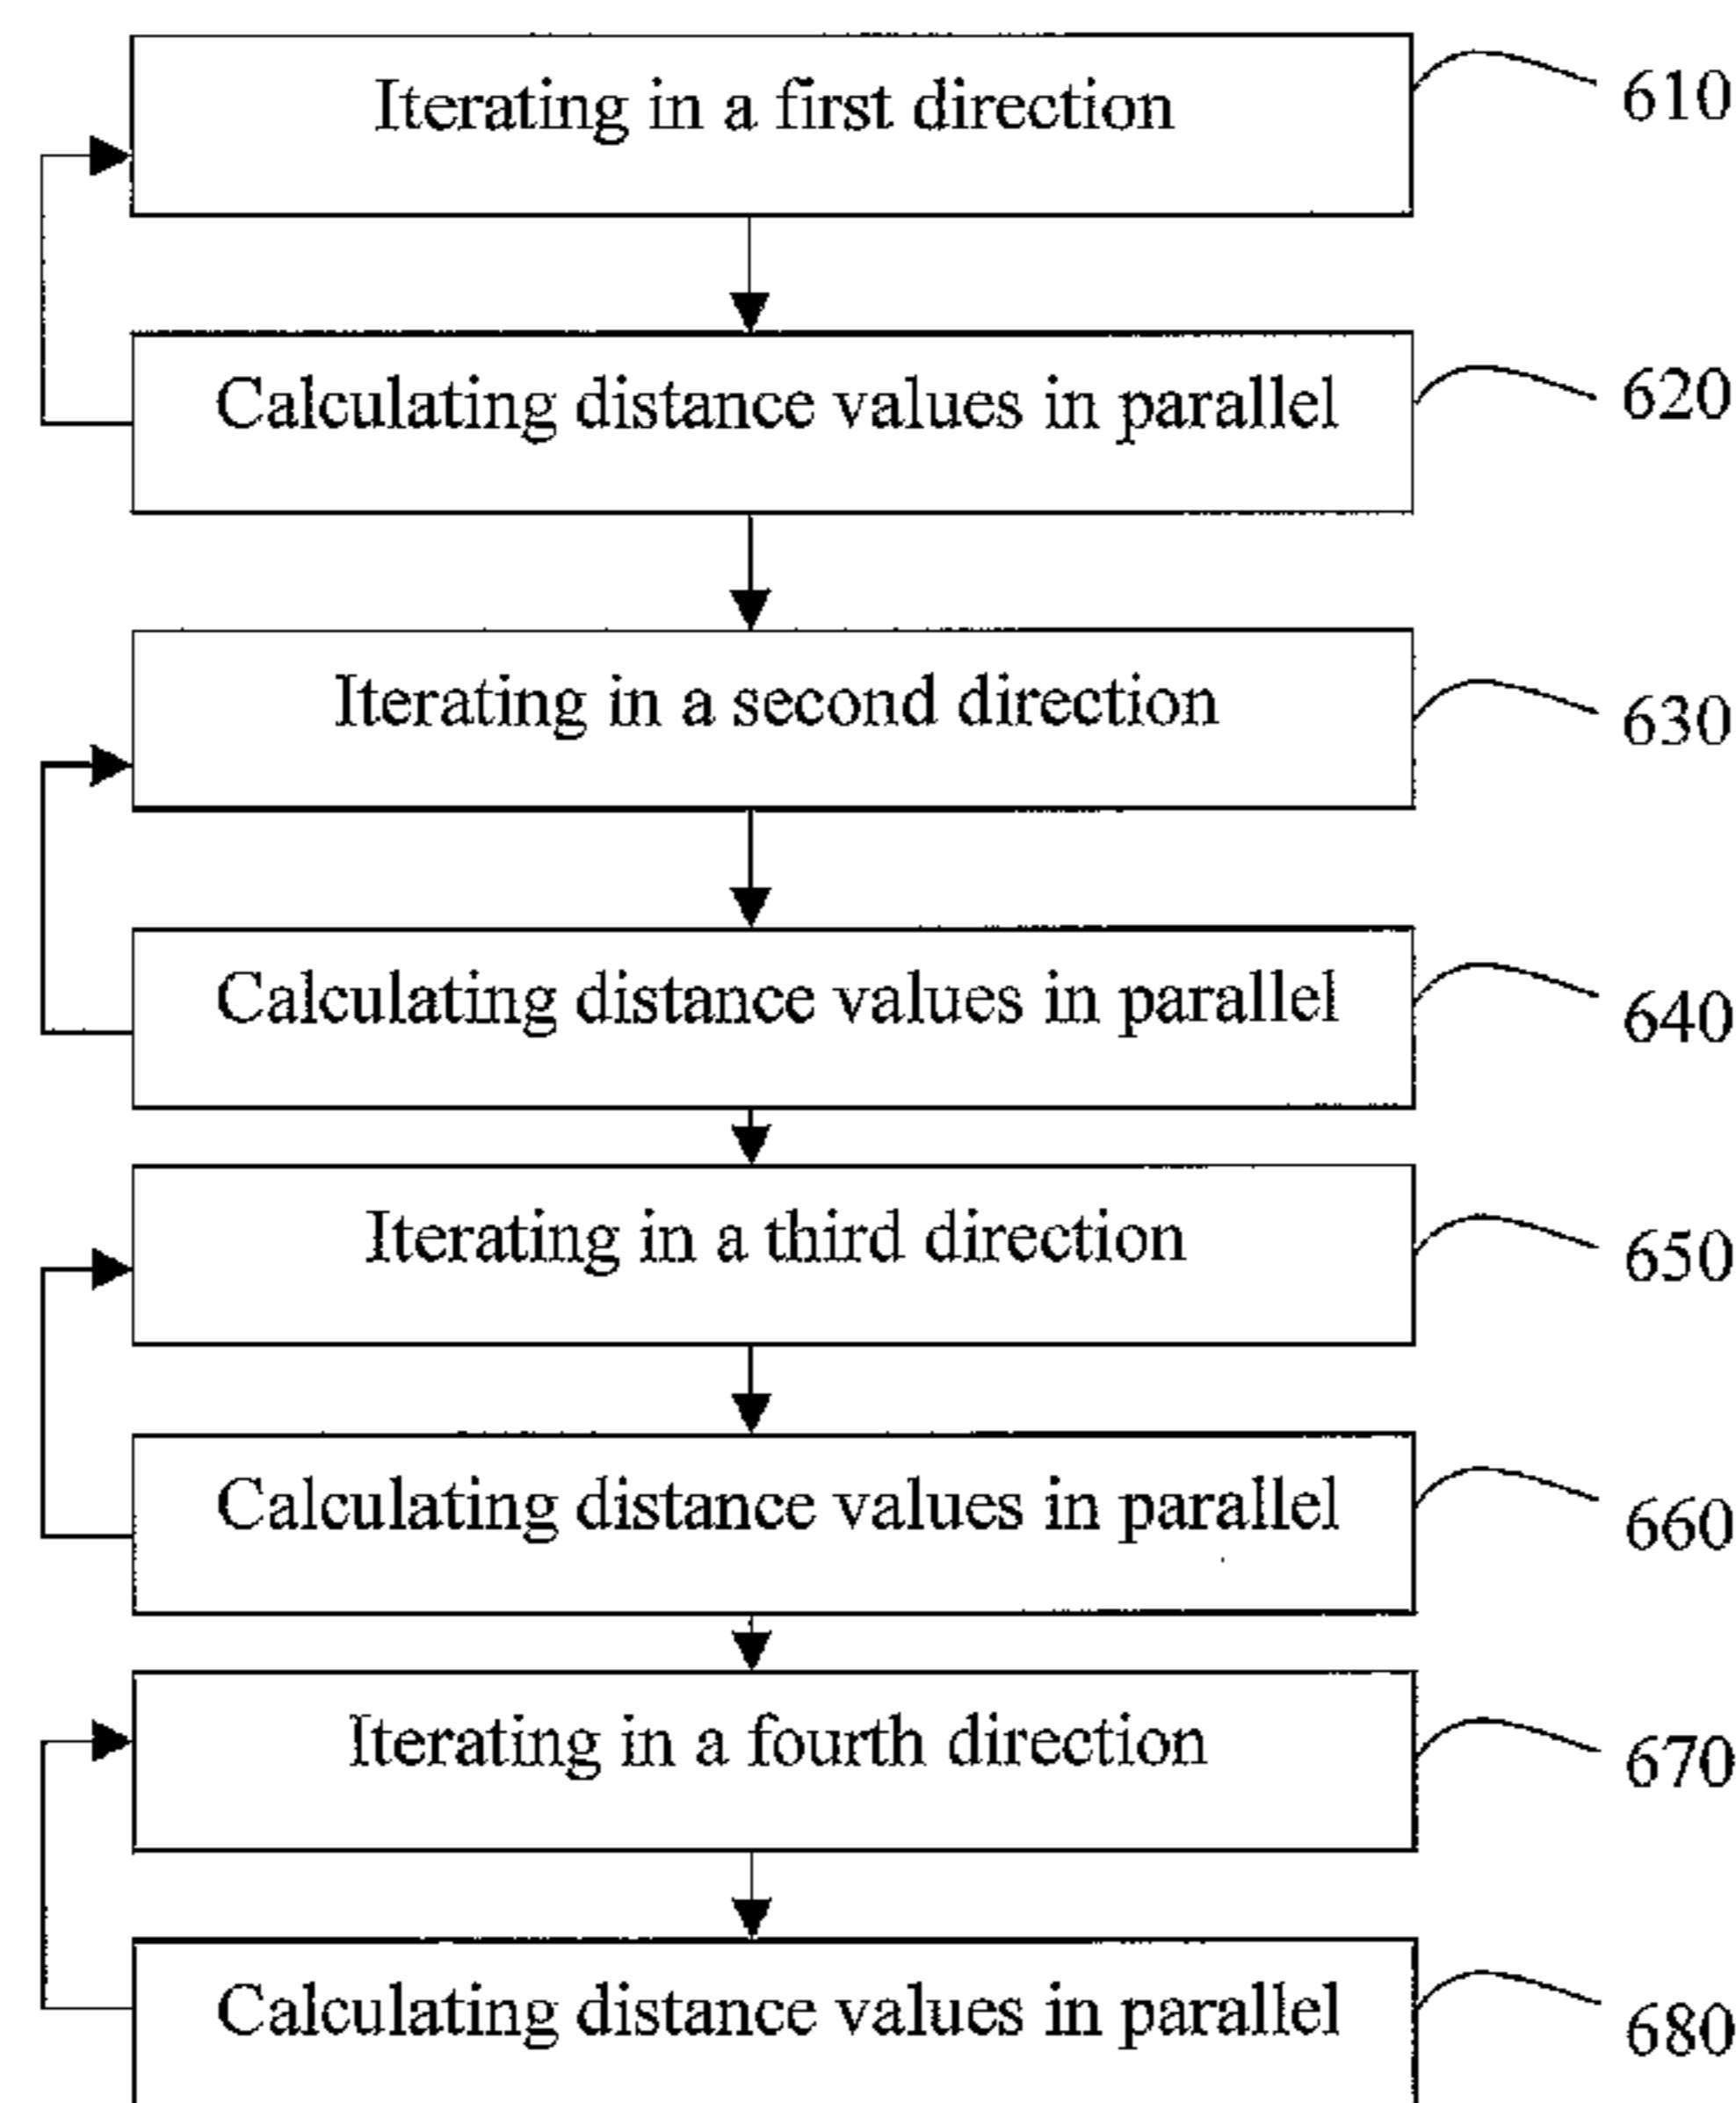 Iterating in a first direction 610
Calculating distance values in parallel 620
Iterating in a second direction 630
Calculating distance values in parallel 640
Iterating in a third direction 650
Calculating distance values in parallel 660
Iterating in a fourth direction 670
Calculating distance values in parallel 680